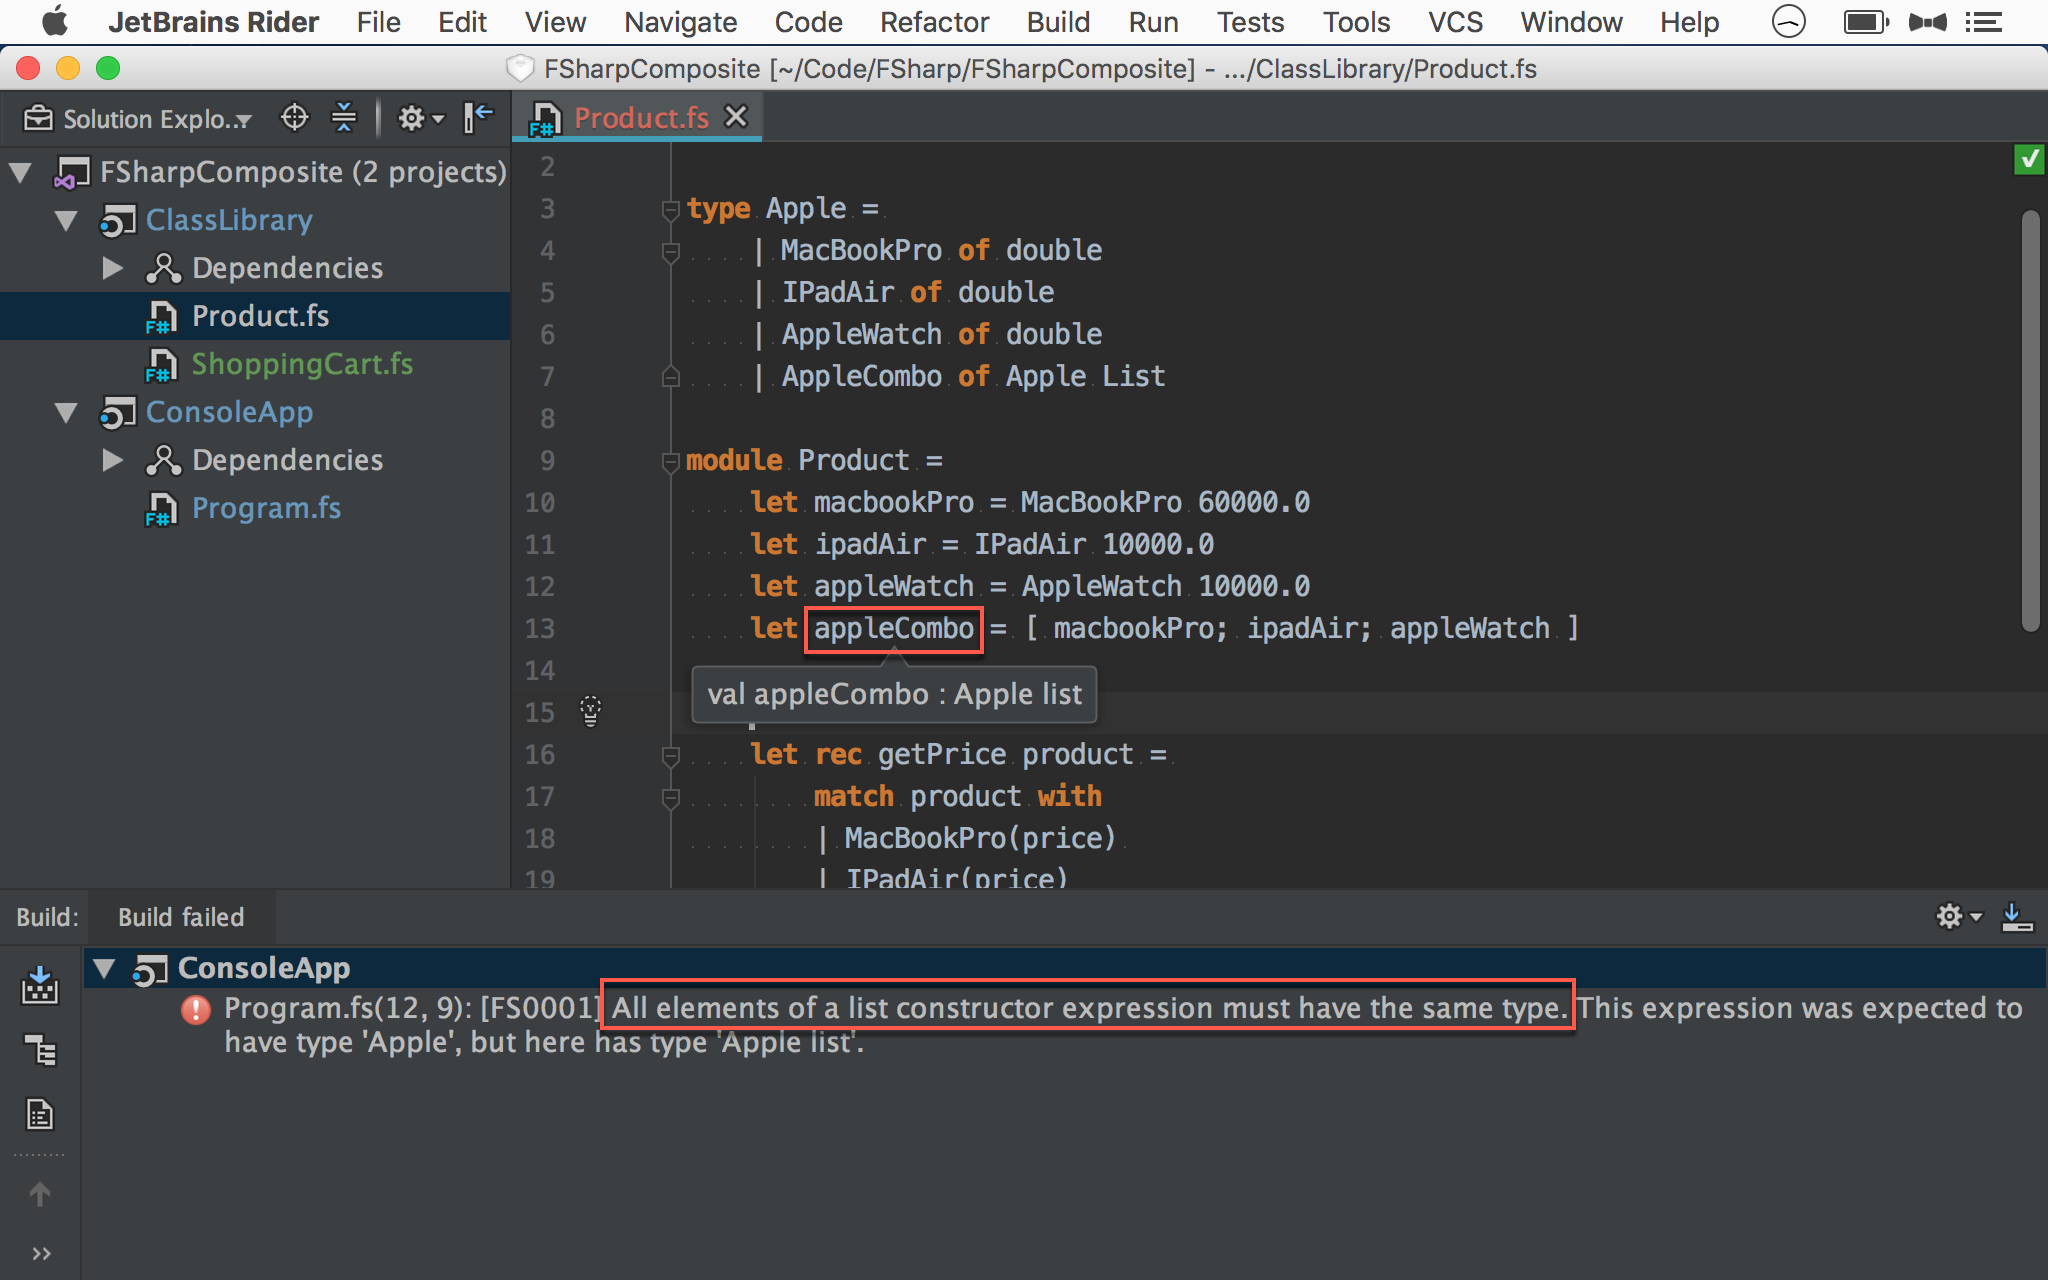 JetBrains Rider File Edit View Navigate Code Refactor Build Run Tests Tools VCS Window Help
FSharpComposite [~/Code/FSharp/FSharpComposite] - .../ClassLibrary/Product.fs
Solution Explo...
FSharpComposite (2 projects)
ClassLibrary
Dependencies
F# Product.fs
F# ShoppingCart.fs
ConsoleApp
Dependencies
F# Program.fs
F# Product.fs
2
3 type Apple =
4 | MacBookPro of double
5 | IPadAir of double
6 | AppleWatch of double
7 | AppleCombo of Apple List
8
9 module Product =
10 let macbookPro = MacBookPro 60000.0
11 let ipadAir = IPadAir 10000.0
12 let appleWatch = AppleWatch 10000.0
13 let appleCombo = [ macbookPro; ipadAir; appleWatch ]
14
val appleCombo : Apple list
15
16 let rec getPrice product =
17 match product with
18 | MacBookPro(price)
19 | IPadAir(price)
Build: Build failed
ConsoleApp
Program.fs(12, 9): [FS0001] All elements of a list constructor expression must have the same type. This expression was expected to
have type 'Apple', but here has type 'Apple list'.